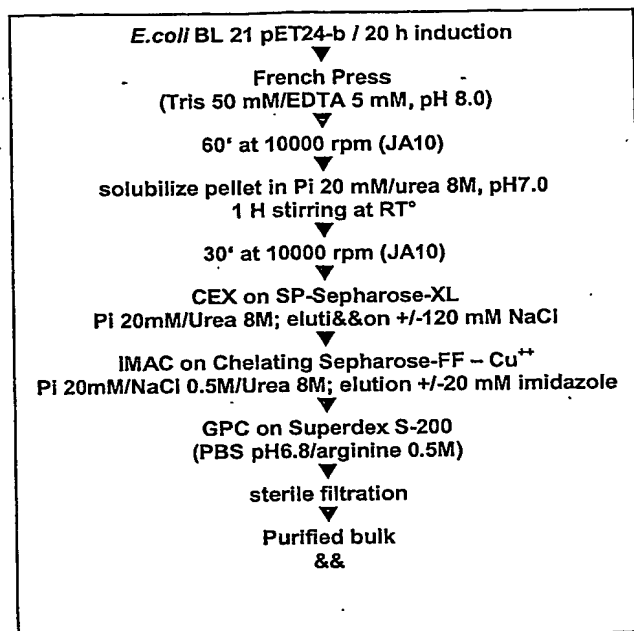 E.coli BL 21 pET24-b / 20 h induction
French Press
(Tris 50 mM/EDTA 5 mM, pH 8.0)
60' at 10000 rpm (JA10)
solubilize pellet in Pi 20 mM/urea 8M, pH7.0
1 H stirring at RT°
30' at 10000 rpm (JA10)
CEX on SP-Sepharose-XL
Pi 20mM/Urea 8M; eluti&&on +/-120 mM NaCl
IMAC on Chelating Sepharose-FF – Cu⁺⁺
Pi 20mM/NaCl 0.5M/Urea 8M; elution +/-20 mM imidazole
GPC on Superdex S-200
(PBS pH6.8/arginine 0.5M)
sterile filtration
Purified bulk
&&